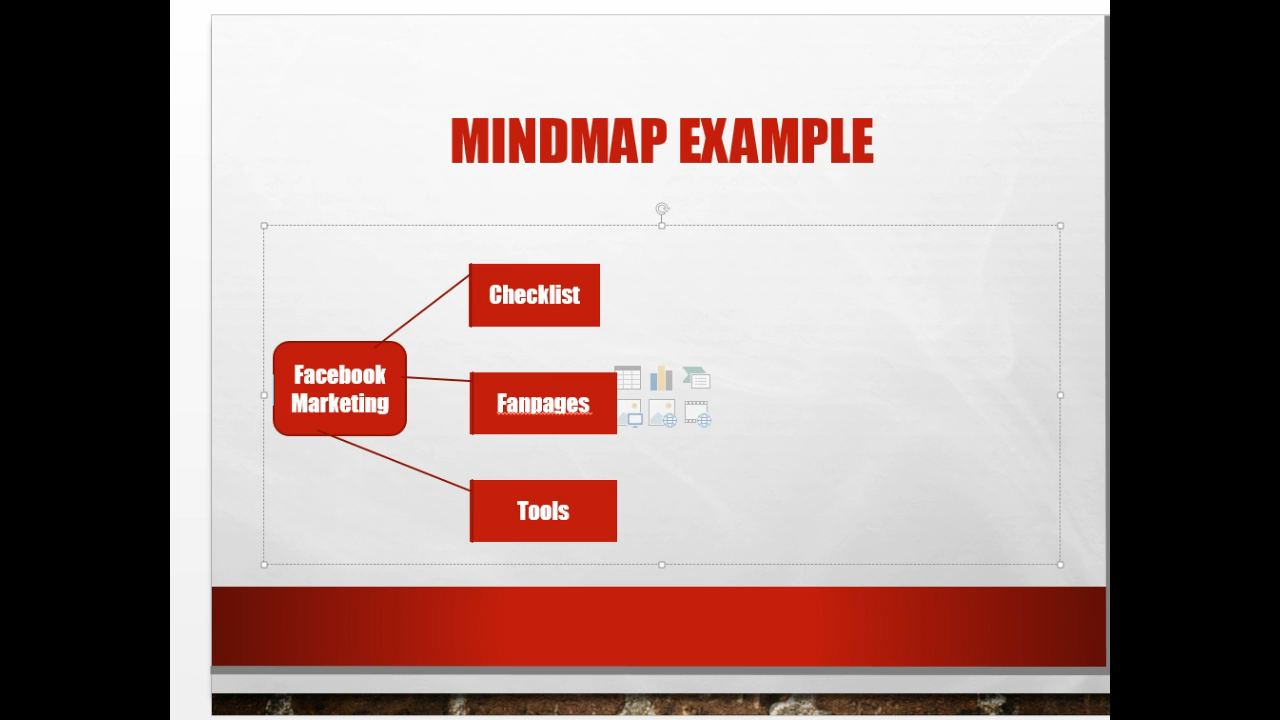 MINDMAP EXAMPLE
Checklist
Facebook
Marketing
Fanpages
Tools